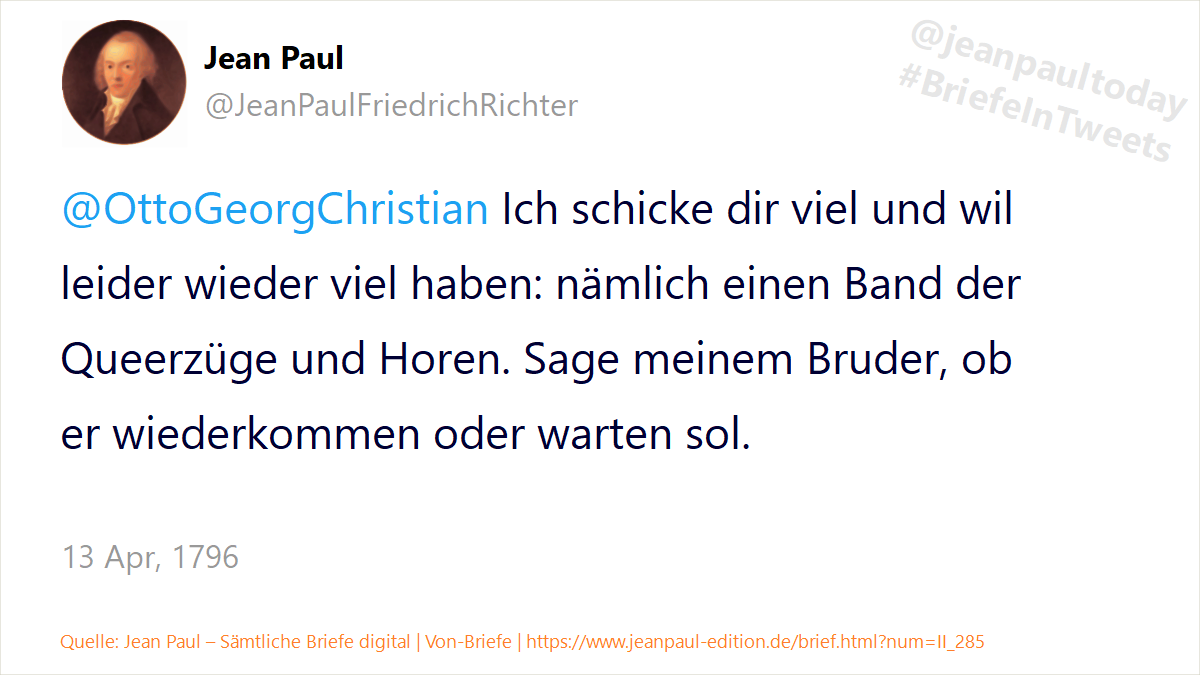 Jean Paul
@JeanPaulFriedrichRichter
@jeanpaultoday
#BriefeInTweets
@OttoGeorgChristian Ich schicke dir viel und wil
leider wieder viel haben: nämlich einen Band der
Queerzüge und Horen. Sage meinem Bruder, ob
er wiederkommen oder warten sol.
13 Apr, 1796
Quelle: Jean Paul – Sämtliche Briefe digital | Von-Briefe | https://www.jeanpaul-edition.de/brief.html?num=II_285